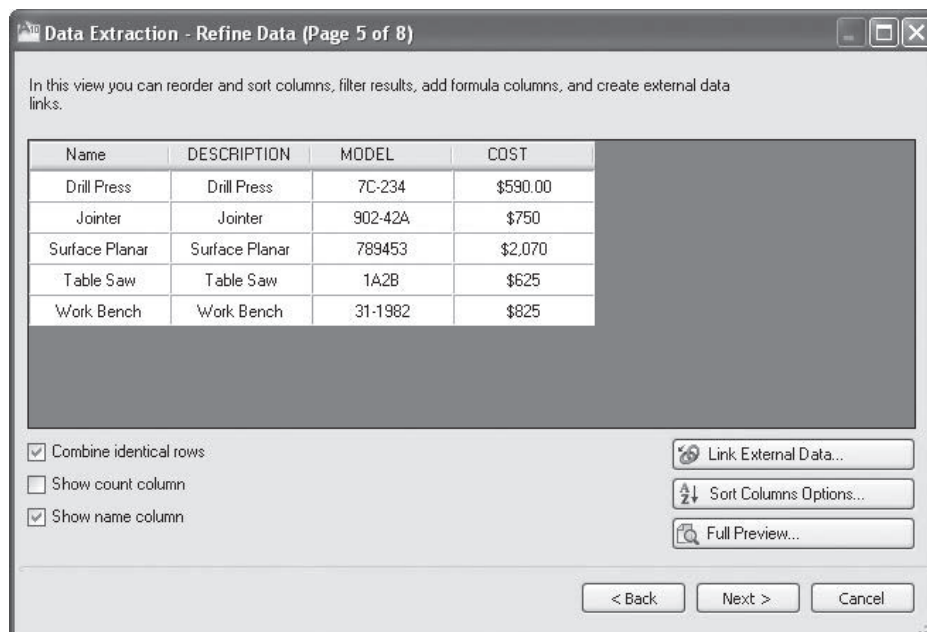 Data Extraction - Refine Data (Page 5 of 8)
In this view you can reorder and sort columns, filter results, add formula columns, and create external data
links.
Name DESCRIPTION MODEL COST
Drill Press Drill Press 7C-234 $590.00
Jointer Jointer 902-42A $750
Surface Planar Surface Planar 789453 $2,070
Table Saw Table Saw 1A2B $625
Work Bench Work Bench 31-1982 $825
Combine identical rows
Show count column
Show name column
Link External Data...
Sort Columns Options...
Full Preview...
< Back Next > Cancel